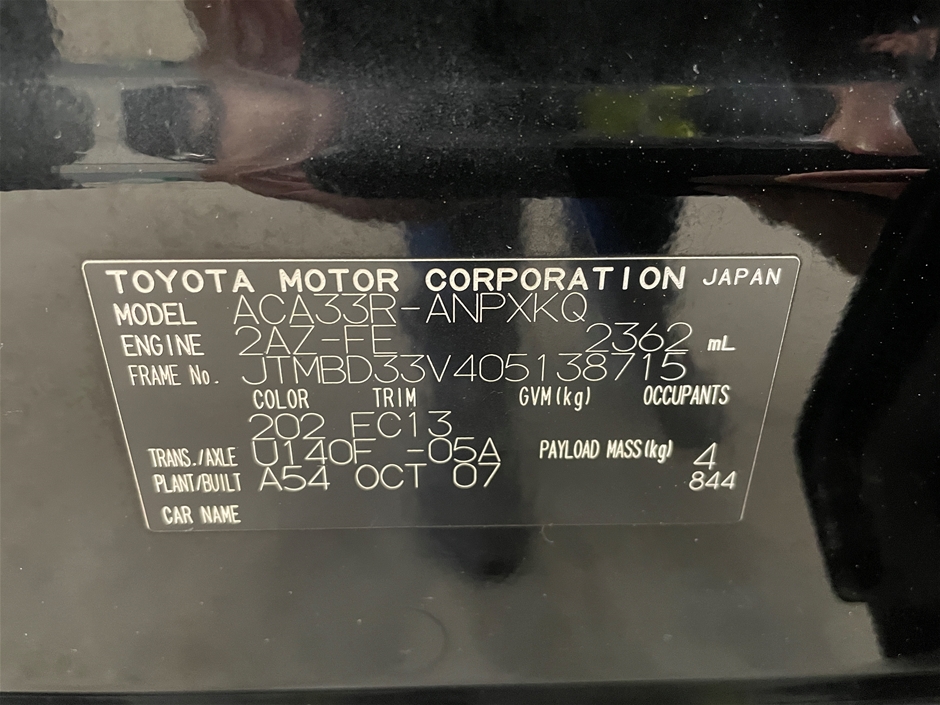 TOYOTA MOTOR CORPORATION JAPAN
MODEL ACA33R-ANPXKQ
ENGINE 2AZ-FE 2362 mL
FRAME No. JTMBD33V405138715
COLOR TRIM GVM(kg) OCCUPANTS
202 FC13
TRANS./AXLE U140F -05A PAYLOAD MASS(kg) 4
PLANT/BUILT A54 OCT 07 844
CAR NAME